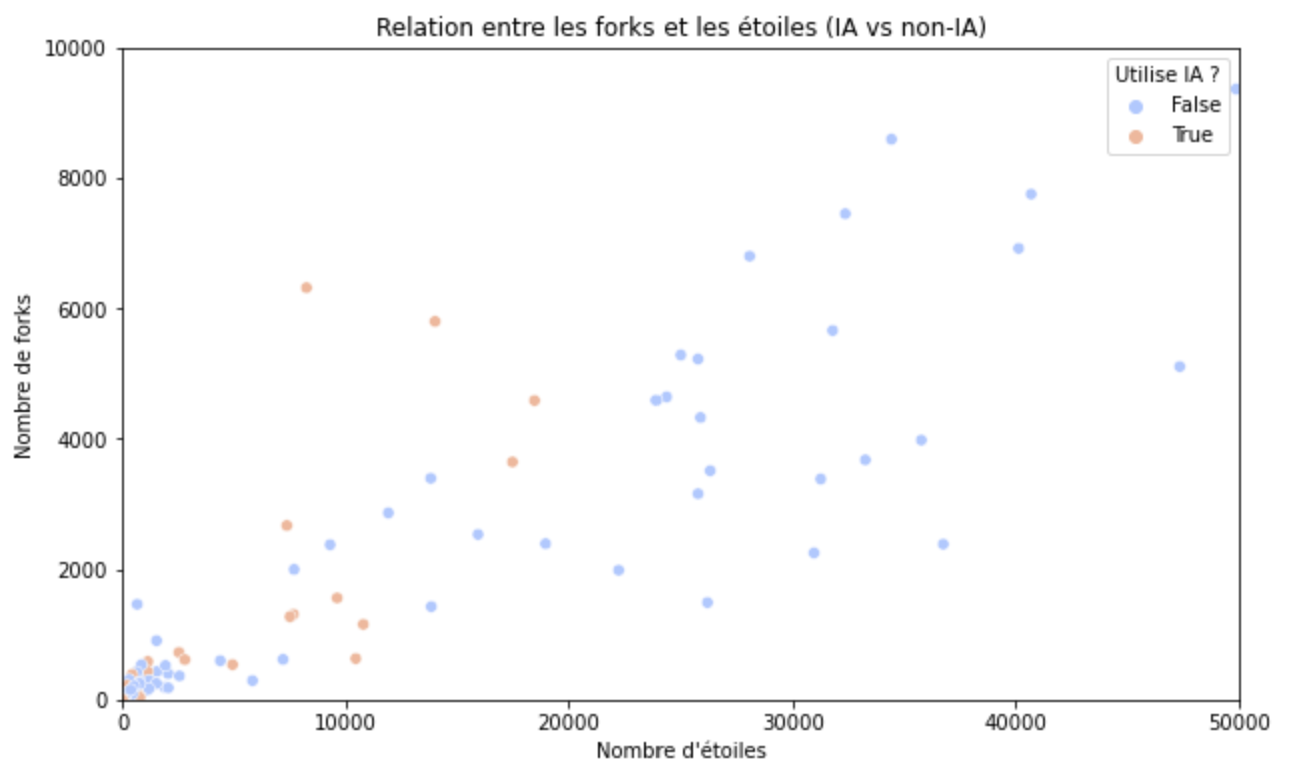 Relation entre les forks et les étoiles (IA vs non-IA)
10000
8000
6000
4000
2000
0
Nombre de forks
Utilise IA ?
False
True
0 10000 20000 30000 40000 50000
Nombre d'étoiles